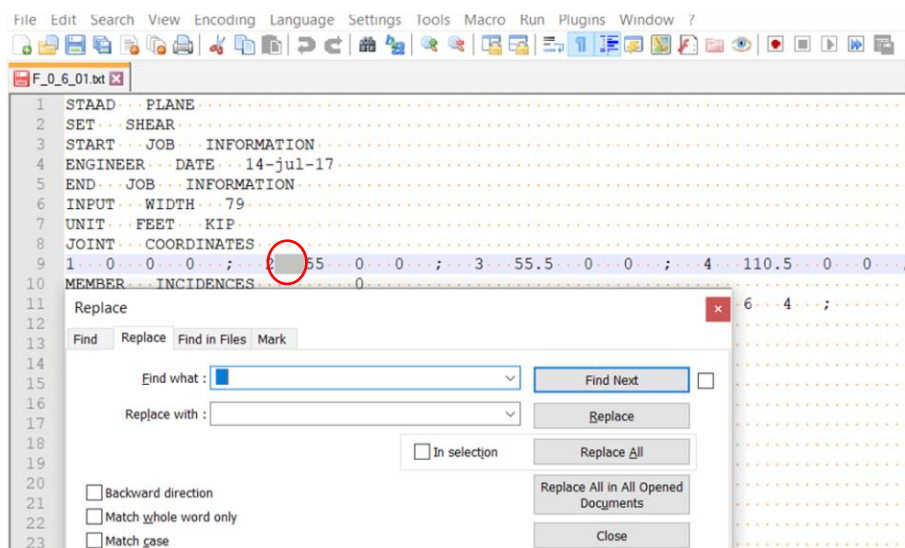 File Edit Search View Encoding Language Settings Tools Macro Run Plugins Window ?
F_0_6_01.txt
1 STAAD PLANE
2 SET SHEAR
3 START JOB INFORMATION
4 ENGINEER DATE 14-jul-17
5 END JOB INFORMATION
6 INPUT WIDTH 79
7 UNIT FEET KIP
8 JOINT COORDINATES
9 1 0 0 0 ; 2 55 0 0 ; 3 55.5 0 0 ; 4 110.5 0 0
10 MEMBER INCIDENCES 0
11 6 4 ;
12
13
14
15
16
17
18
19
20
21
22
23
Replace
Find Replace Find in Files Mark
Find what :
Find Next
Replace with :
Replace
In selection
Replace All
Replace All in All Opened
Documents
Backward direction
Match whole word only
Match case
Close